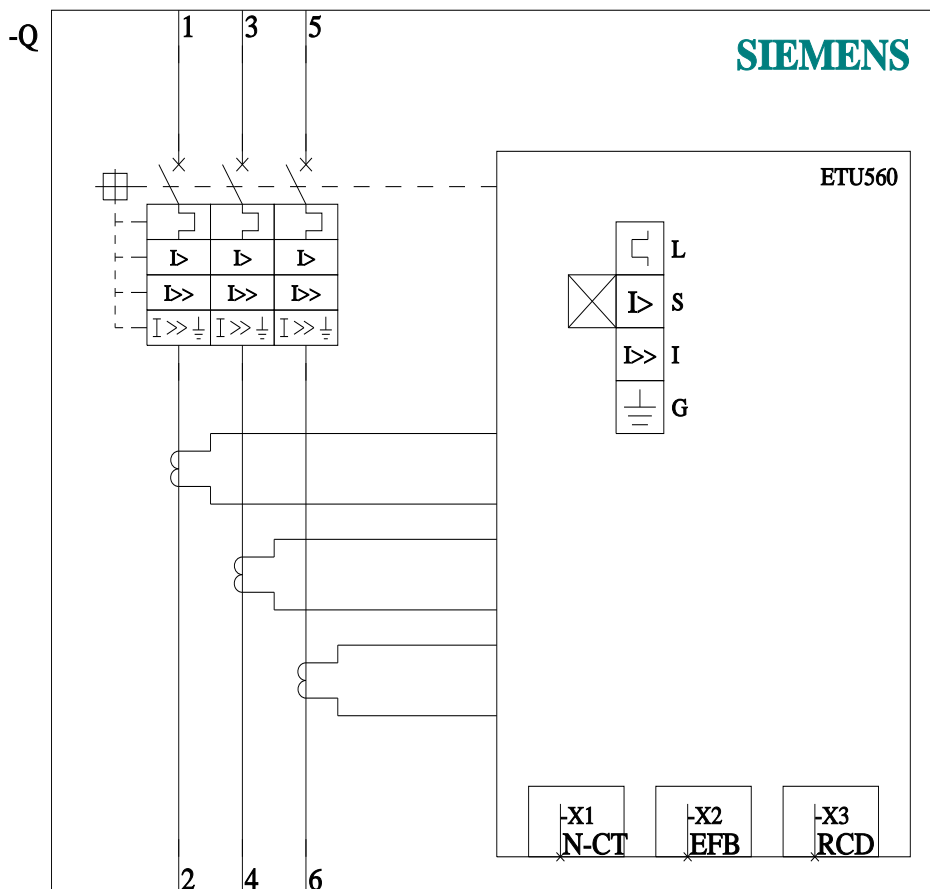 -Q
1 3 5
SIEMENS
ETU560
I> I> I>
I>> I>> I>>
I>> I>> I>>
L
I> S
I>> I
G
-X1 -X2 -X3
N-CT EFB RCD
2 4 6